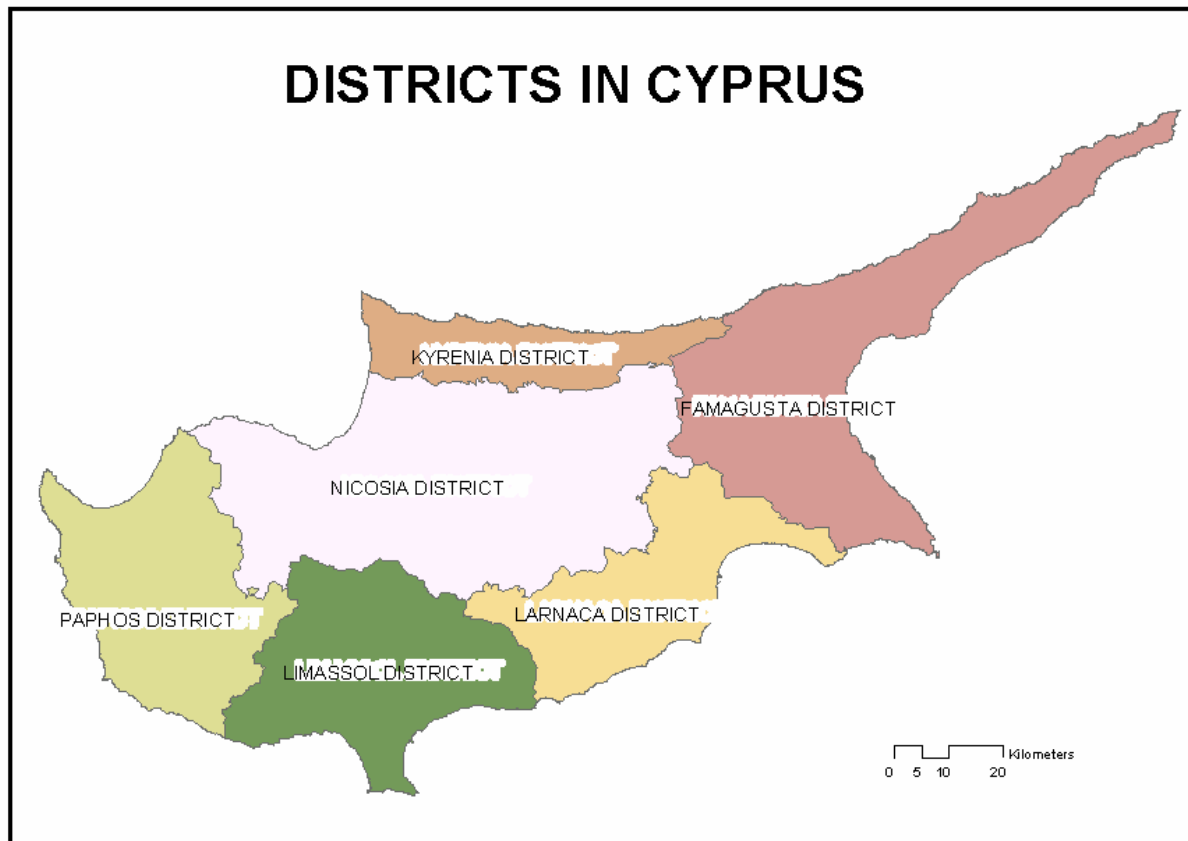 DISTRICTS IN CYPRUS
KYRENIA DISTRICT
FAMAGUSTA DISTRICT
NICOSIA DISTRICT
PAPHOS DISTRICT
LARNACA DISTRICT
LIMASSOL DISTRICT
Kilometers
0 5 10 20